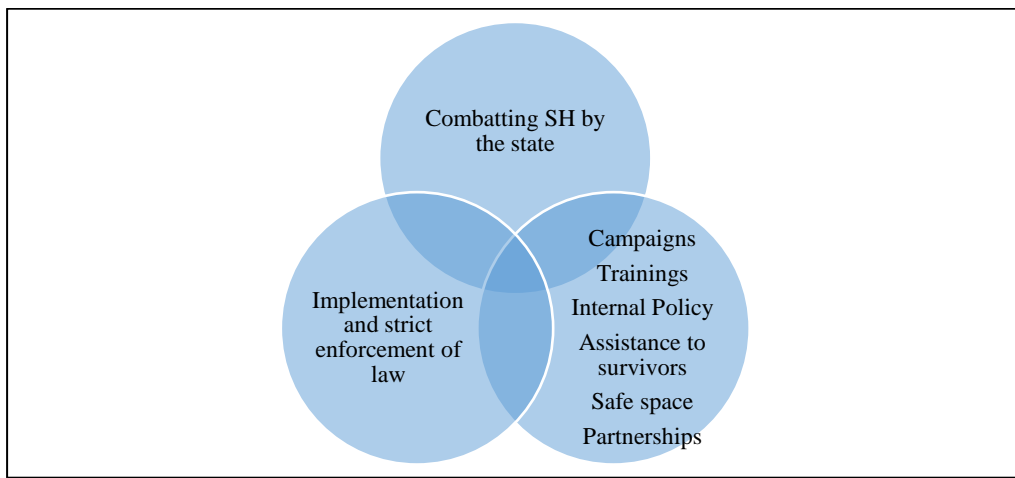 Combatting SH by
the state
Implementation
and strict
enforcement of
law
Campaigns
Trainings
Internal Policy
Assistance to
survivors
Safe space
Partnerships